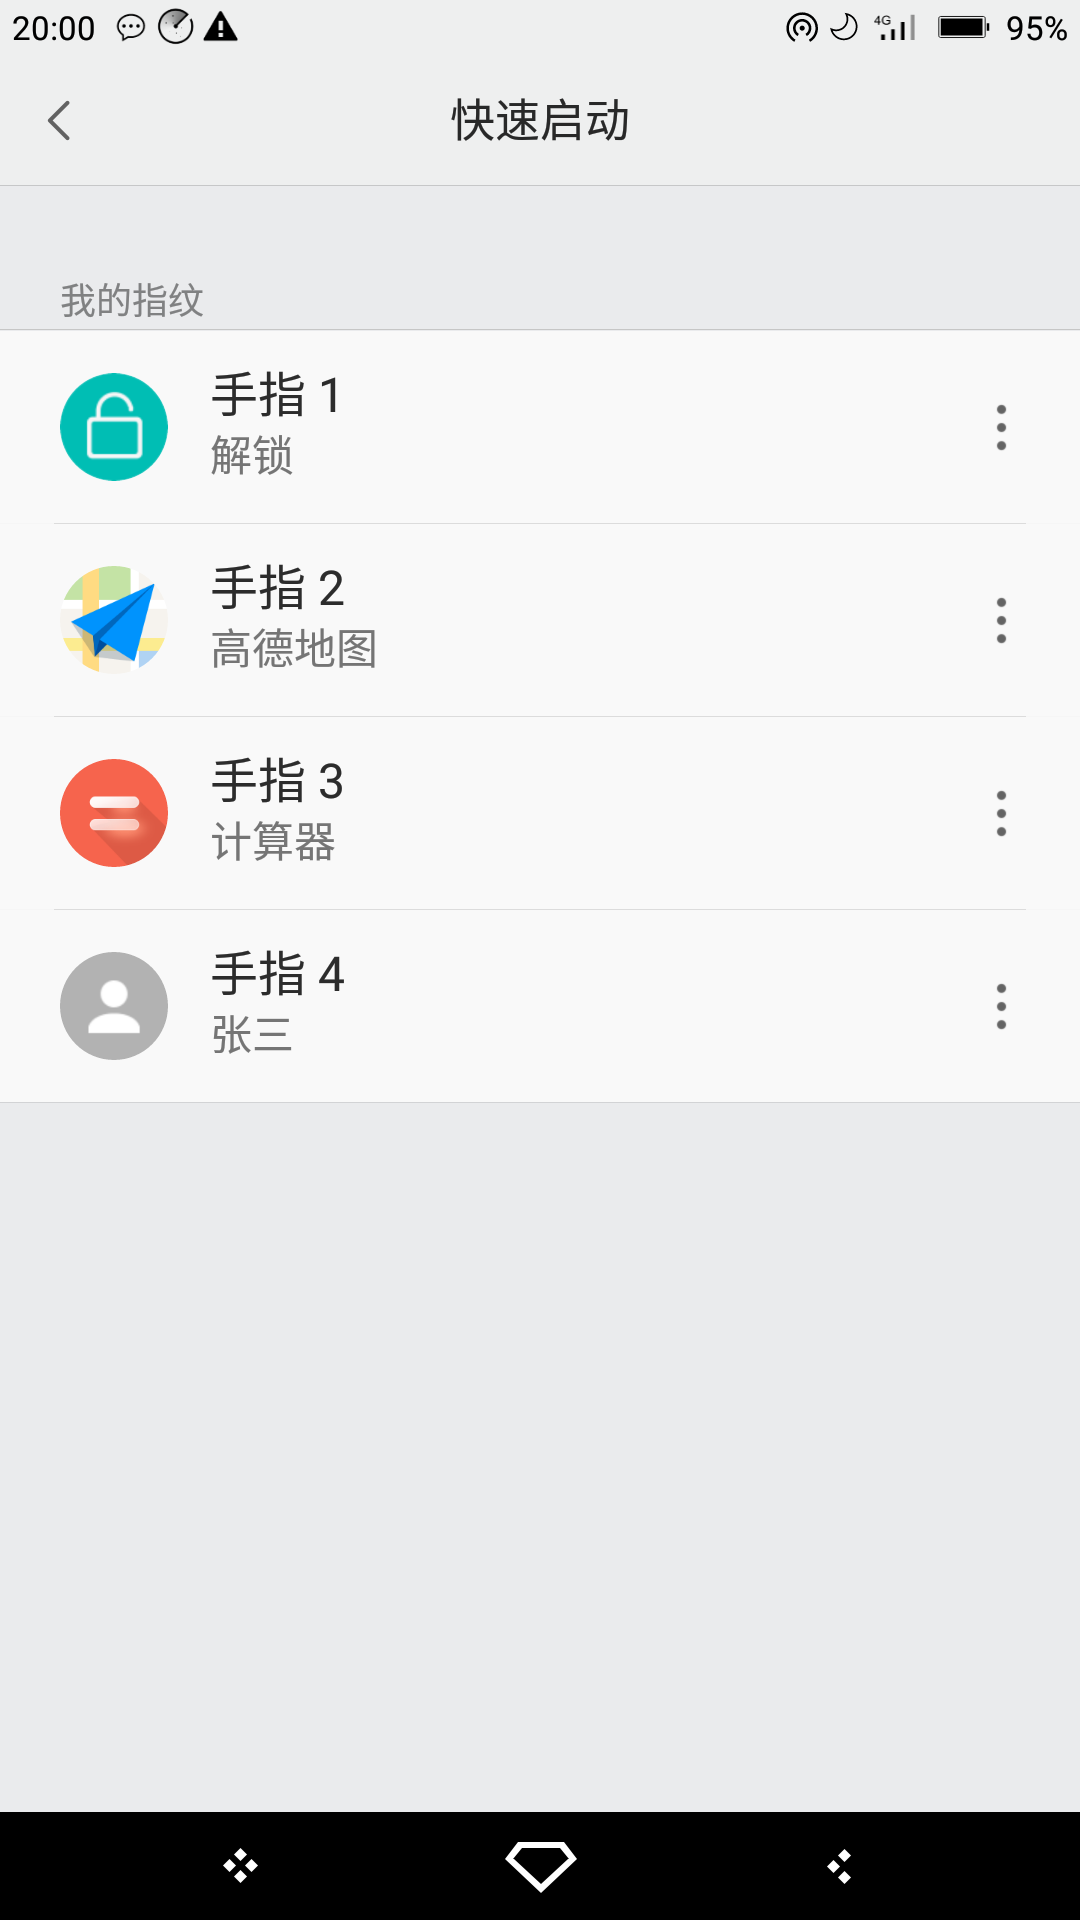 20:00 4G 95%
快速启动
我的指纹
手指 1
解锁
手指 2
高德地图
手指 3
计算器
手指 4
张三